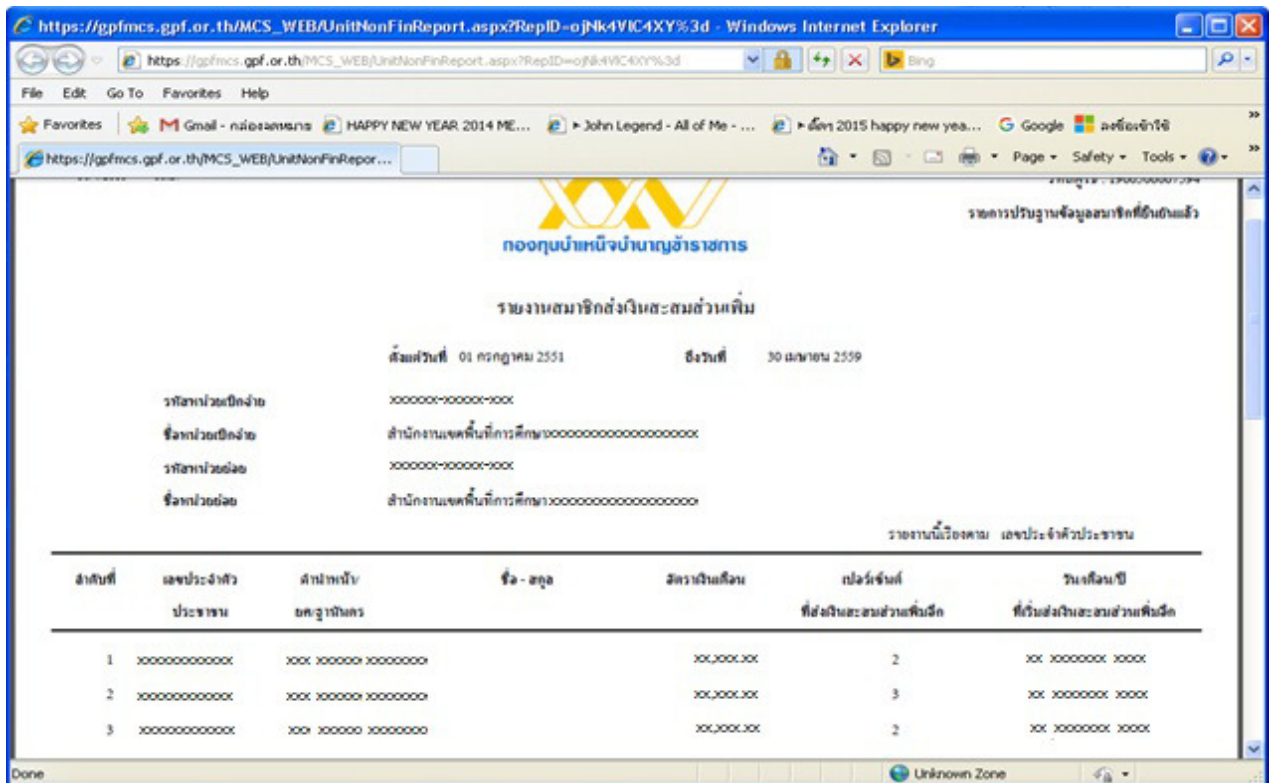 https://gpfmcs.gpf.or.th/MCS_WEB/UnitNonFinReport.aspx?RepID=ojNk4VIC4XY%3d - Windows Internet Explorer
https://gpfmcs.gpf.or.th/MCS_WEB/UnitNonFinReport.aspx?RepID=ojNk4VIC4XY%3d Bing
File Edit Go To Favorites Help
Favorites Gmail - กล่องจดหมาย HAPPY NEW YEAR 2014 ME... John Legend - All of Me - ... 2015 happy new yea... Google ลงชื่อเข้าใช้
https://gpfmcs.gpf.or.th/MCS_WEB/UnitNonFinRepor... Page Safety Tools
รายการปรับฐานข้อมูลสมาชิกที่ยืนยันแล้ว
กองทุนบำเหน็จบำนาญข้าราชการ
รายงานสมาชิกส่งเงินสะสมส่วนเพิ่ม
ตั้งแต่วันที่ 01 กรกฎาคม 2551 ถึงวันที่ 30 เมษายน 2559
รหัสหน่วยเบิกจ่าย xxxxxxx-xxxxx-xxx
ชื่อหน่วยเบิกจ่าย สำนักงานเขตพื้นที่การศึกษาxxxxxxxxxxxxxxxxxxxxx
รหัสหน่วยย่อย xxxxxxx-xxxxx-xxx
ชื่อหน่วยย่อย สำนักงานเขตพื้นที่การศึกษาxxxxxxxxxxxxxxxxxxxxx
รายงานนี้เรียงตาม เลขประจำตัวประชาชน
ลำดับที่ เลขประจำตัว คำนำหน้า/ ชื่อ - สกุล อัตราเงินเดือน เปอร์เซ็นต์ วัน/เดือน/ปี
ประชาชน ยศ/ฐานันดร ที่ส่งเงินสะสมส่วนเพิ่มอีก ที่เริ่มส่งเงินสะสมส่วนเพิ่มอีก
1 xxxxxxxxxxxxx xxx xxxxxx xxxxxxxx xx,xxx.xx 2 xx xxxxxxx xxxx
2 xxxxxxxxxxxxx xxx xxxxxx xxxxxxxx xx,xxx.xx 3 xx xxxxxxx xxxx
3 xxxxxxxxxxxxx xxx xxxxxx xxxxxxxx xx,xxx.xx 2 xx xxxxxxx xxxx
Done Unknown Zone